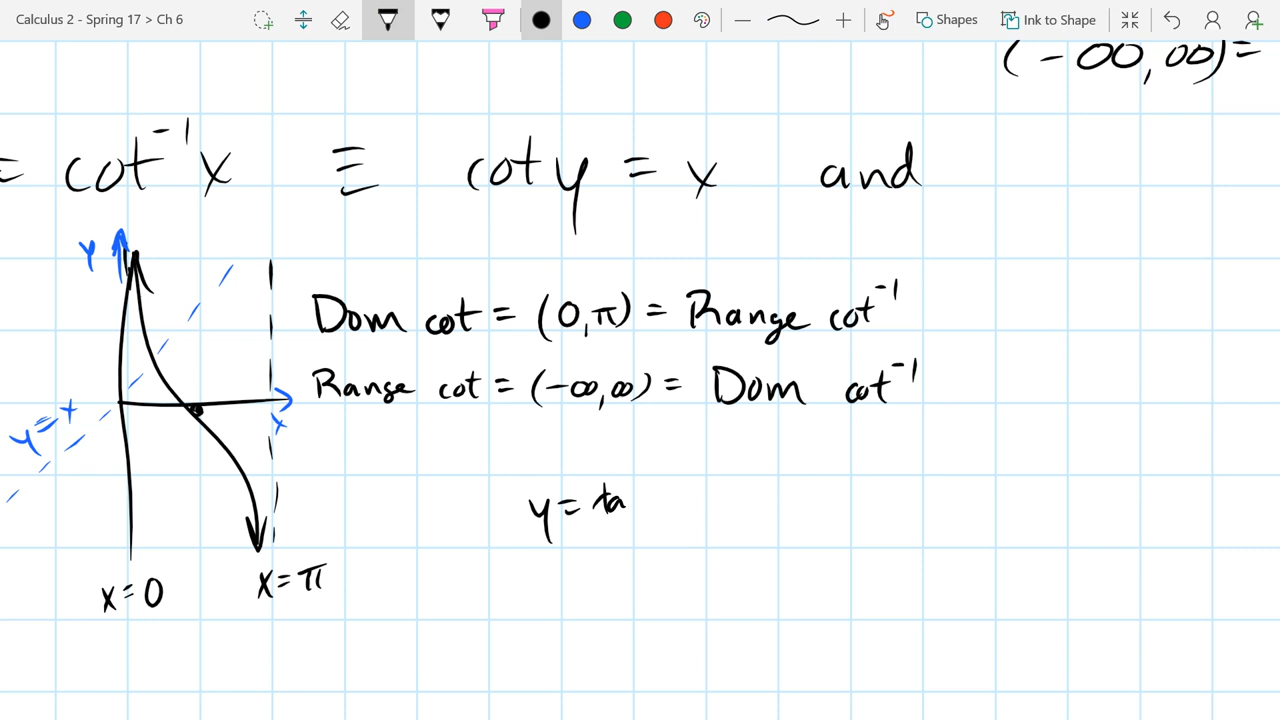 Calculus 2 - Spring 17 > Ch 6
Shapes
Ink to Shape
(-∞,∞)=
= cot⁻¹x ≡ cot y = x and
y
Dom cot = (0,π) = Range cot⁻¹
Range cot = (-∞,∞) = Dom cot⁻¹
x
y=x
y= ta
x=0
x=π